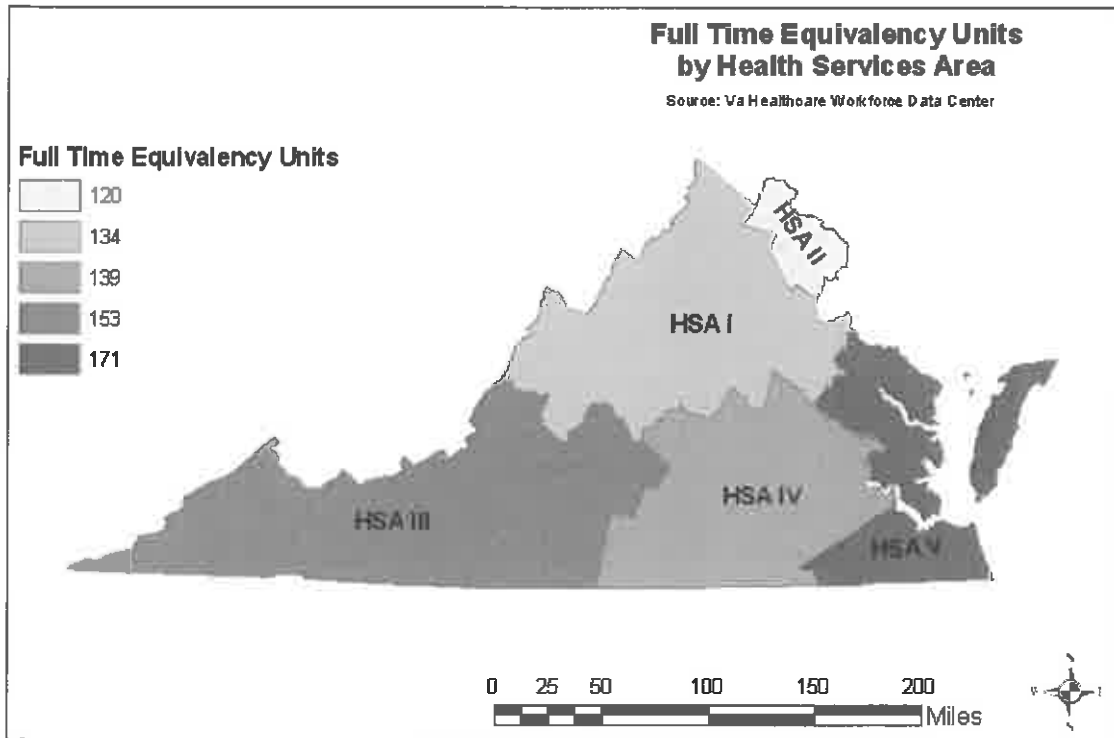 Full Time Equivalency Units
by Health Services Area
Source: Va Healthcare Workforce Data Center
Full Time Equivalency Units
120
134
139
153
171
HSA II
HSA I
HSA IV
HSA III
HSA V
0 25 50 100 150 200
Miles